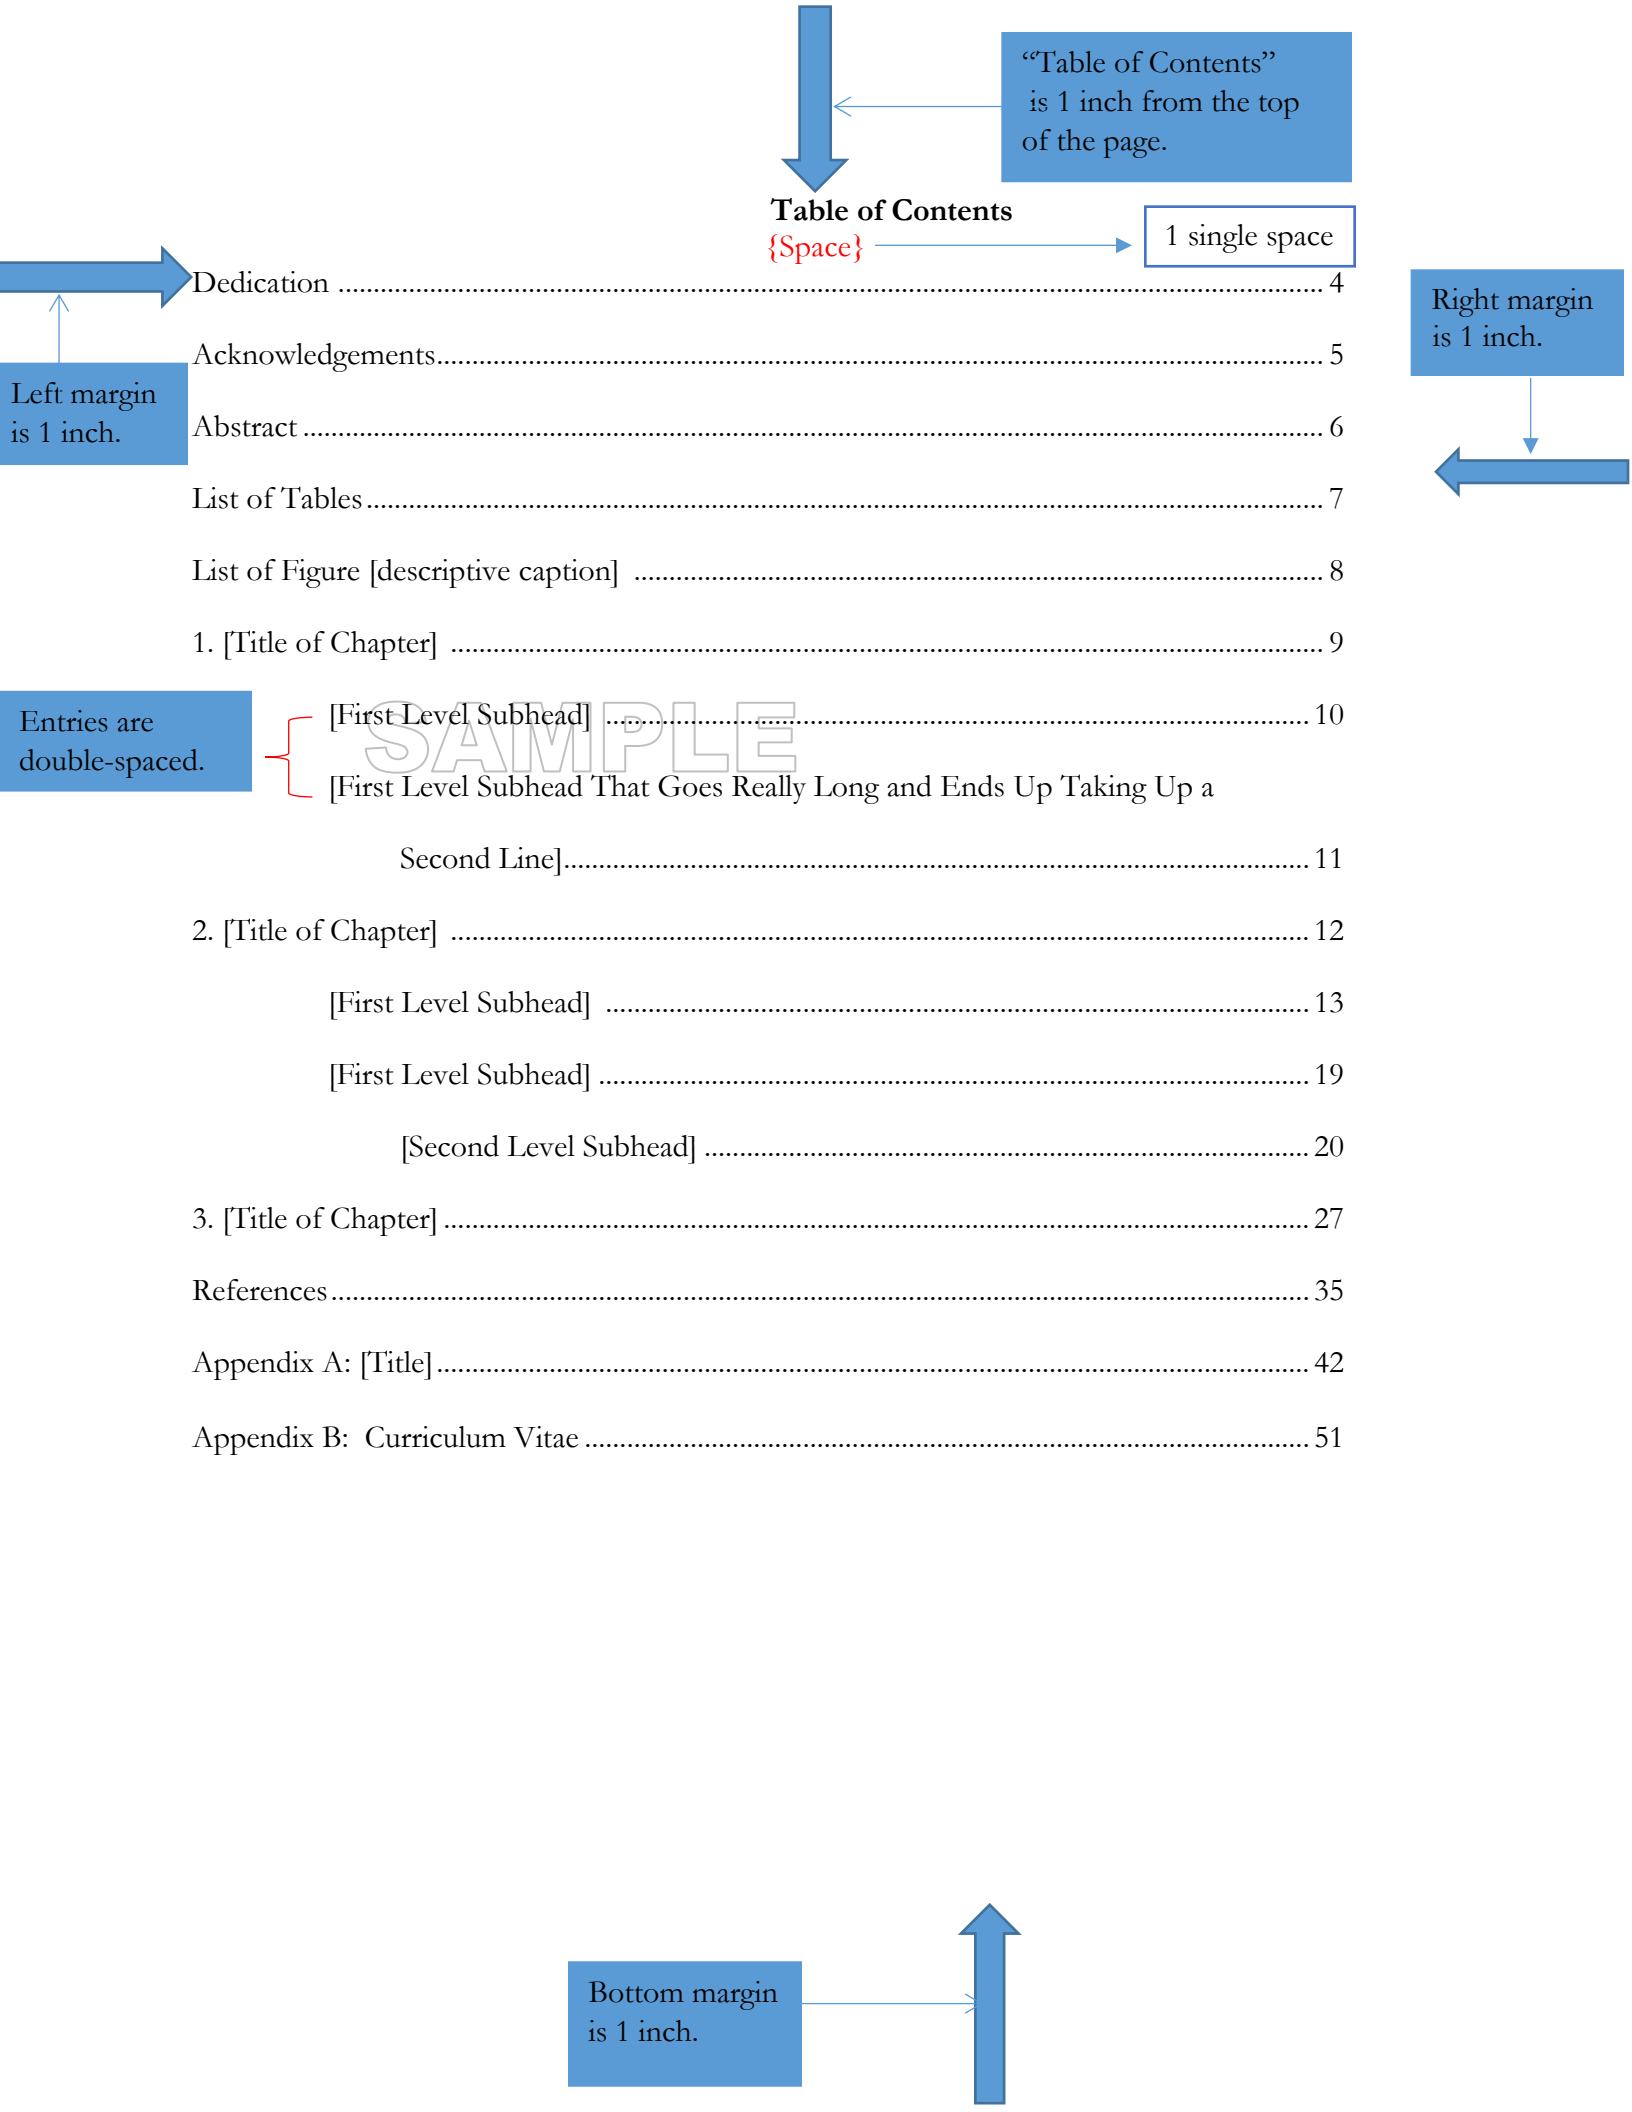 “Table of Contents”
is 1 inch from the top
of the page.
Table of Contents
{Space}
1 single space
Dedication ........................................................................................................................................... 4
Right margin
is 1 inch.
Acknowledgements............................................................................................................................. 5
Left margin
is 1 inch.
Abstract ................................................................................................................................................ 6
List of Tables ....................................................................................................................................... 7
List of Figure [descriptive caption] .................................................................................................. 8
1. [Title of Chapter] ............................................................................................................................ 9
Entries are
double-spaced.
SAMPLE
[First Level Subhead] .................................................................................................... 10
[First Level Subhead That Goes Really Long and Ends Up Taking Up a
Second Line]......................................................................................................... 11
2. [Title of Chapter] .......................................................................................................................... 12
[First Level Subhead] .................................................................................................... 13
[First Level Subhead] ..................................................................................................... 19
[Second Level Subhead] ...................................................................................... 20
3. [Title of Chapter] ........................................................................................................................... 27
References ........................................................................................................................................... 35
Appendix A: [Title] ............................................................................................................................ 42
Appendix B:  Curriculum Vitae ....................................................................................................... 51
Bottom margin
is 1 inch.